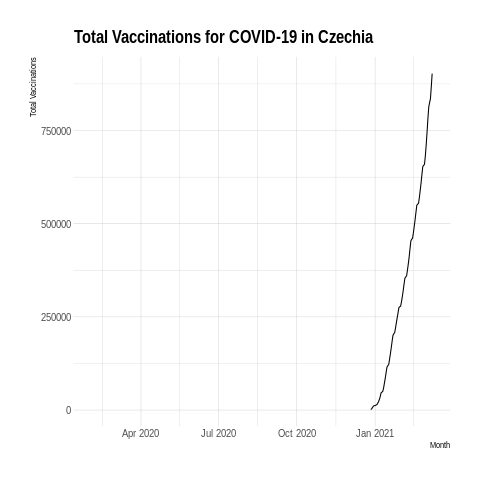 Total Vaccinations for COVID-19 in Czechia
Total Vaccinations
750000
500000
250000
0
Apr 2020 Jul 2020 Oct 2020 Jan 2021
Month